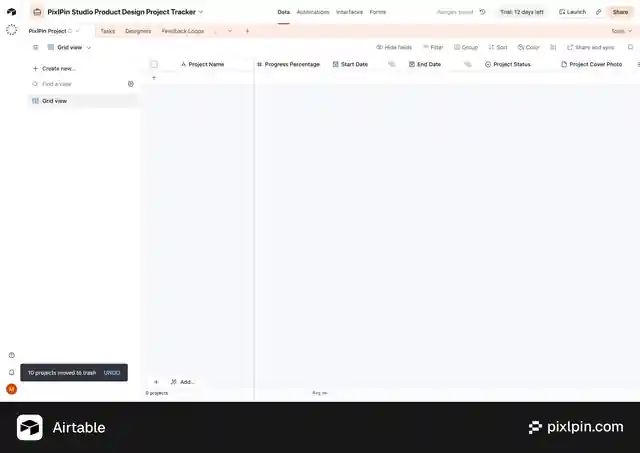 PixlPin Studio Product Design Project Tracker
Data Automations Interfaces Forms
Trial: 12 days left
Launch
Share
PixlPin Project
Tasks
Designers
Feedback Loops
Tools
Grid view
Hide fields
Filter
Group
Sort
Color
Share and sync
Create new...
Find a view
Grid view
Project Name
Progress Percentage
Start Date
End Date
Project Status
Project Cover Photo
+
10 projects moved to trash UNDO
+ Add...
0 projects
Airtable
pixlpin.com